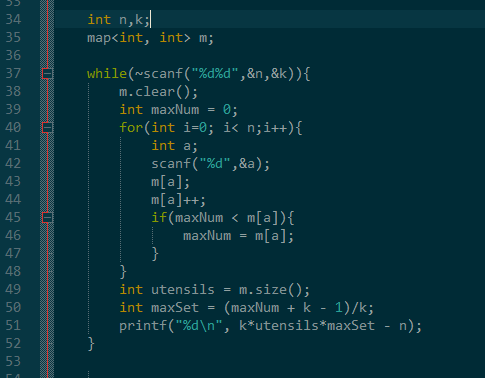 33
34 int n,k;
35 map<int, int> m;
36
37 while(~scanf("%d%d",&n,&k)){
38 m.clear();
39 int maxNum = 0;
40 for(int i=0; i< n;i++){
41 int a;
42 scanf("%d",&a);
43 m[a];
44 m[a]++;
45 if(maxNum < m[a]){
46 maxNum = m[a];
47 }
48 }
49 int utensils = m.size();
50 int maxSet = (maxNum + k - 1)/k;
51 printf("%d\n", k*utensils*maxSet - n);
52 }
53
54